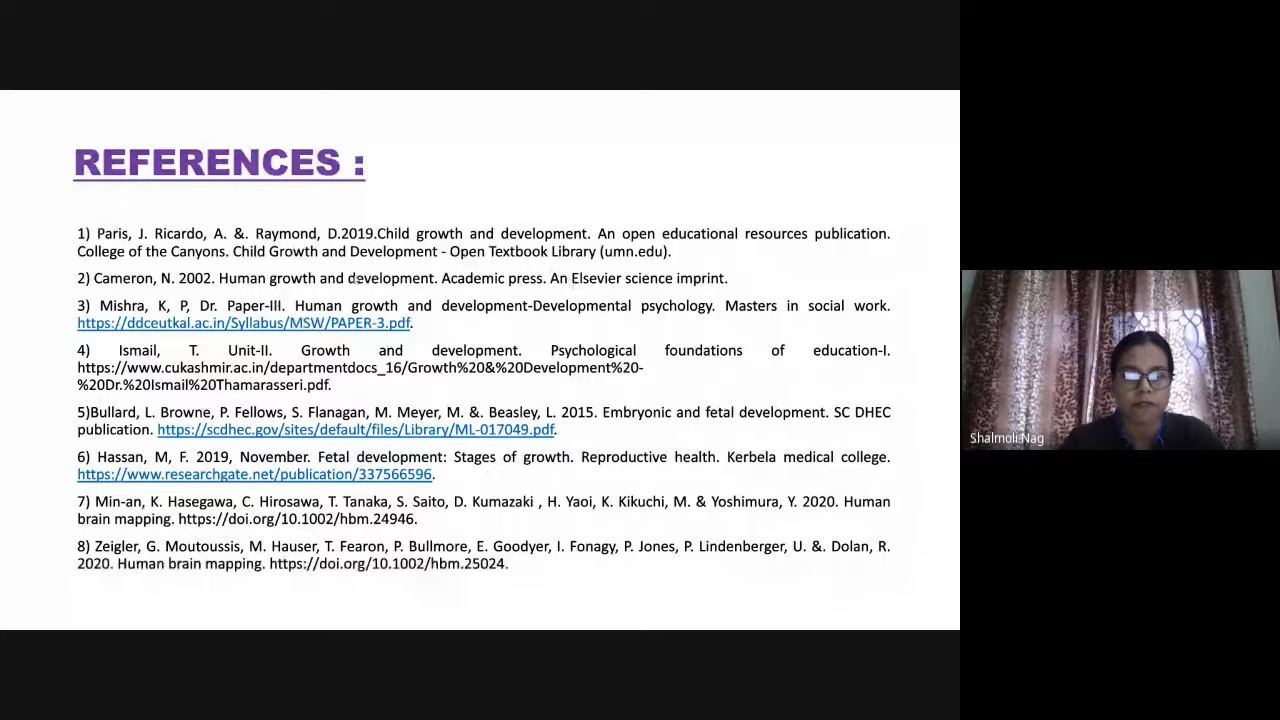 REFERENCES :
1) Paris, J. Ricardo, A. &. Raymond, D.2019.Child growth and development. An open educational resources publication.
College of the Canyons. Child Growth and Development - Open Textbook Library (umn.edu).
2) Cameron, N. 2002. Human growth and development. Academic press. An Elsevier science imprint.
3) Mishra, K, P, Dr. Paper-III. Human growth and development-Developmental psychology. Masters in social work.
https://ddceutkal.ac.in/Syllabus/MSW/PAPER-3.pdf.
4) Ismail, T. Unit-II. Growth and development. Psychological foundations of education-I.
https://www.cukashmir.ac.in/departmentdocs_16/Growth%20&%20Development%20-
%20Dr.%20Ismail%20Thamarasseri.pdf.
5)Bullard, L. Browne, P. Fellows, S. Flanagan, M. Meyer, M. &. Beasley, L. 2015. Embryonic and fetal development. SC DHEC
publication. https://scdhec.gov/sites/default/files/Library/ML-017049.pdf.
6) Hassan, M, F. 2019, November. Fetal development: Stages of growth. Reproductive health. Kerbela medical college.
https://www.researchgate.net/publication/337566596.
7) Min-an, K. Hasegawa, C. Hirosawa, T. Tanaka, S. Saito, D. Kumazaki , H. Yaoi, K. Kikuchi, M. & Yoshimura, Y. 2020. Human
brain mapping. https://doi.org/10.1002/hbm.24946.
8) Zeigler, G. Moutoussis, M. Hauser, T. Fearon, P. Bullmore, E. Goodyer, I. Fonagy, P. Jones, P. Lindenberger, U. &. Dolan, R.
2020. Human brain mapping. https://doi.org/10.1002/hbm.25024.
Shalmoli Nag